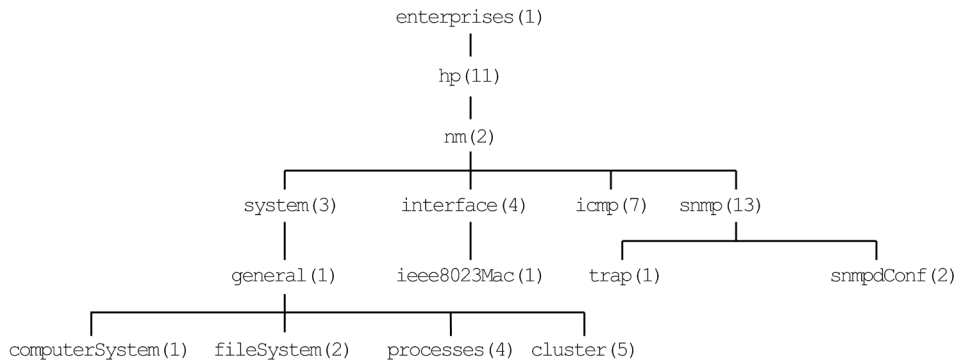 enterprises(1)
hp(11)
nm(2)
system(3) interface(4) icmp(7) snmp(13)
general(1) ieee8023Mac(1) trap(1) snmpdConf(2)
computerSystem(1) fileSystem(2) processes(4) cluster(5)